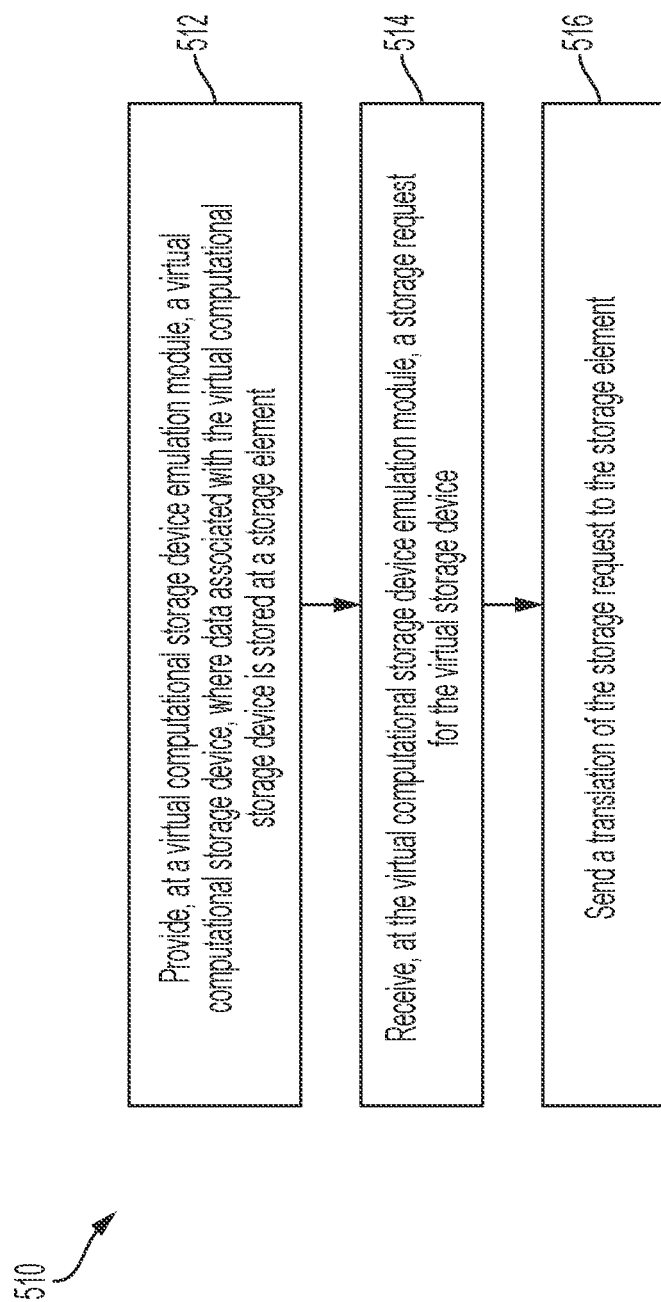 510
Provide, at a virtual computational storage device emulation module, a virtual
computational storage device, where data associated with the virtual computational
storage device is stored at a storage element
512
Receive, at the virtual computational storage device emulation module, a storage request
for the virtual storage device
514
Send a translation of the storage request to the storage element
516